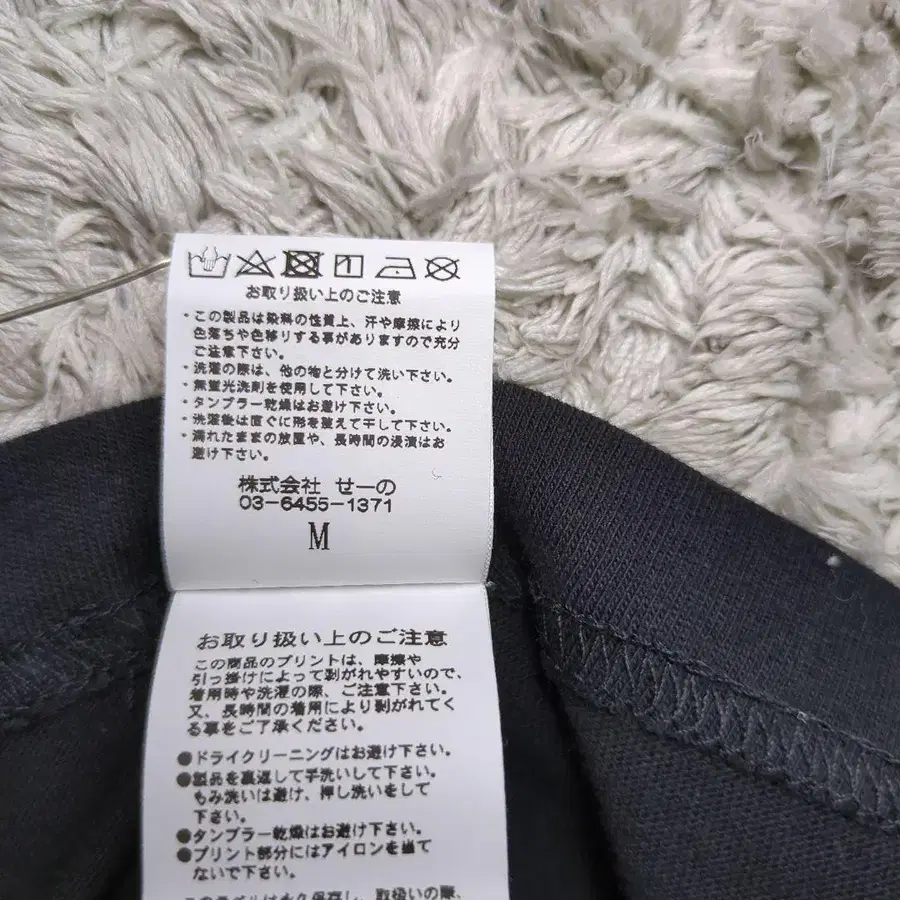 お取り扱い上のご注意
・この製品は染料の性質上、汗や摩擦により
色落ちや色移りする事がありますので充分
ご注意下さい。
・洗濯の際は、他の物と分けて洗い下さい。
・無蛍光洗剤を使用して下さい。
・タンブラー乾燥はお避け下さい。
・洗濯後は直ぐに形を整えて干して下さい。
・濡れたままの放置や、長時間の浸漬はお
避け下さい。
株式会社 せーの
03-6455-1371
M
お取り扱い上のご注意
この商品のプリントは、摩擦や
引っ掛けによって剥がれやすいので、
着用時や洗濯の際、ご注意下さい。
又、長時間の着用により剥がれてく
る事をご了承ください。
●ドライクリーニングはお避け下さい。
●製品を裏返して手洗いして下さい。
もみ洗いは避け、押し洗いをして
下さい。
●タンブラー乾燥はお避け下さい。
●プリント部分にはアイロンを当て
ないで下さい。
このラベルは永久保存し、取扱いの際、